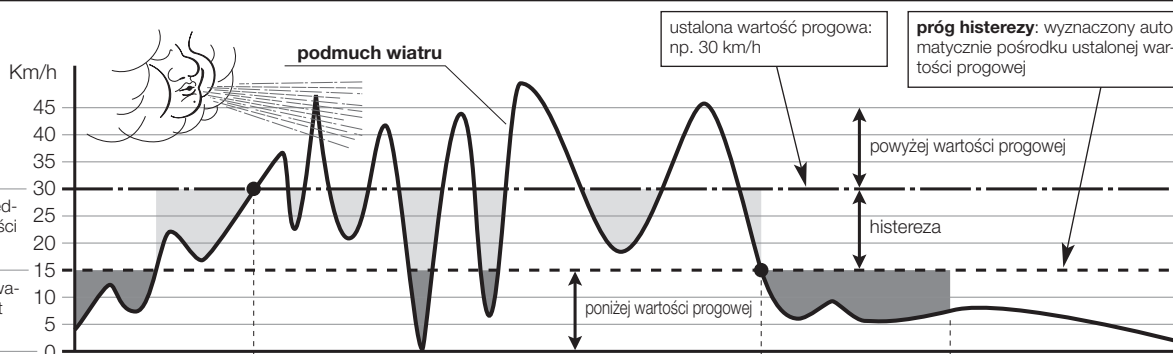 ustalona wartość progowa:
np. 30 km/h
próg histerezy: wyznaczony auto-
matycznie pośrodku ustalonej war-
tości progowej
podmuch wiatru
Km/h
45
40
35
30
25
20
15
10
5
0
powyżej wartości progowej
histereza
poniżej wartości progowej